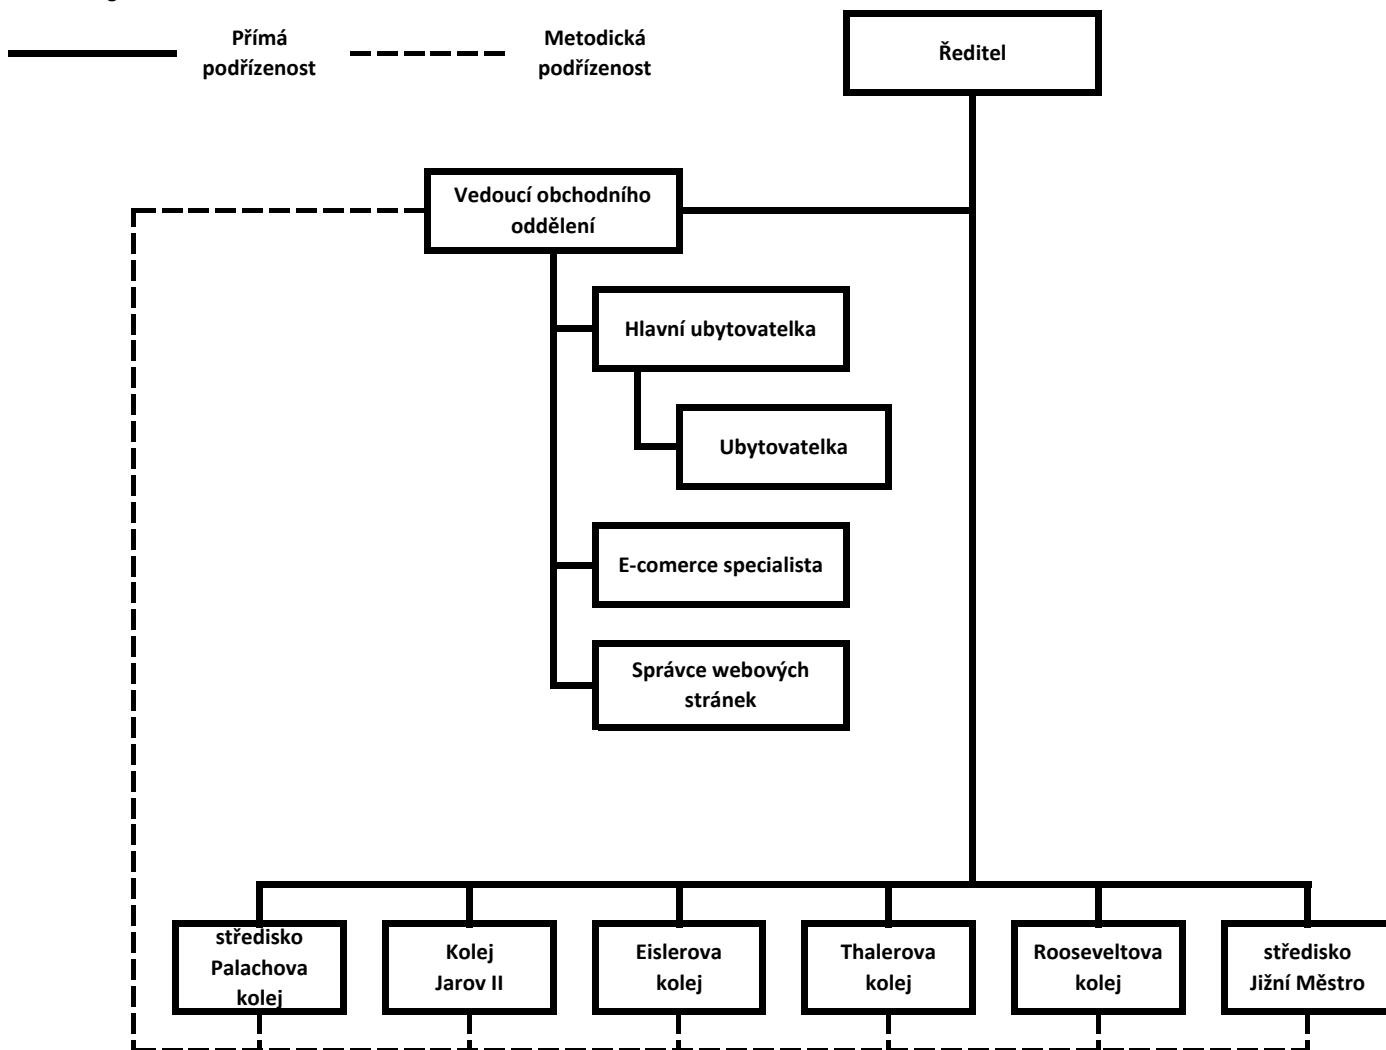 Přímá
podřízenost
Metodická
podřízenost
Ředitel
Vedoucí obchodního
oddělení
Hlavní ubytovatelka
Ubytovatelka
E-comerce specialista
Správce webových
stránek
středisko
Palachova
kolej
Kolej
Jarov II
Eislerova
kolej
Thalerova
kolej
Rooseveltova
kolej
středisko
Jižní Městro